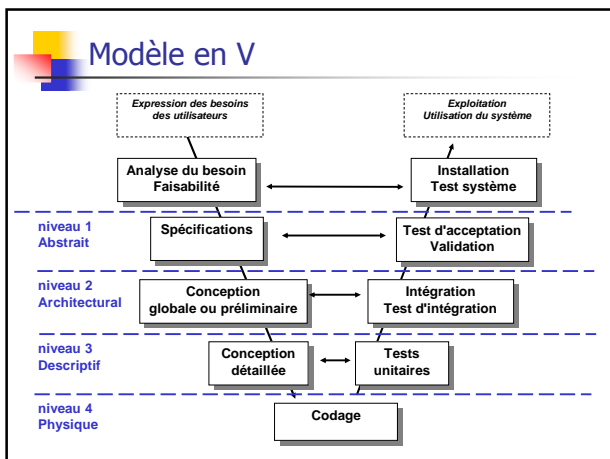 Modèle en V
Expression des besoins
des utilisateurs
Exploitation
Utilisation du système
Analyse du besoin
Faisabilité
Installation
Test système
niveau 1
Abstrait
Spécifications
Test d'acceptation
Validation
niveau 2
Architectural
Conception
globale ou préliminaire
Intégration
Test d'intégration
niveau 3
Descriptif
Conception
détaillée
Tests
unitaires
niveau 4
Physique
Codage